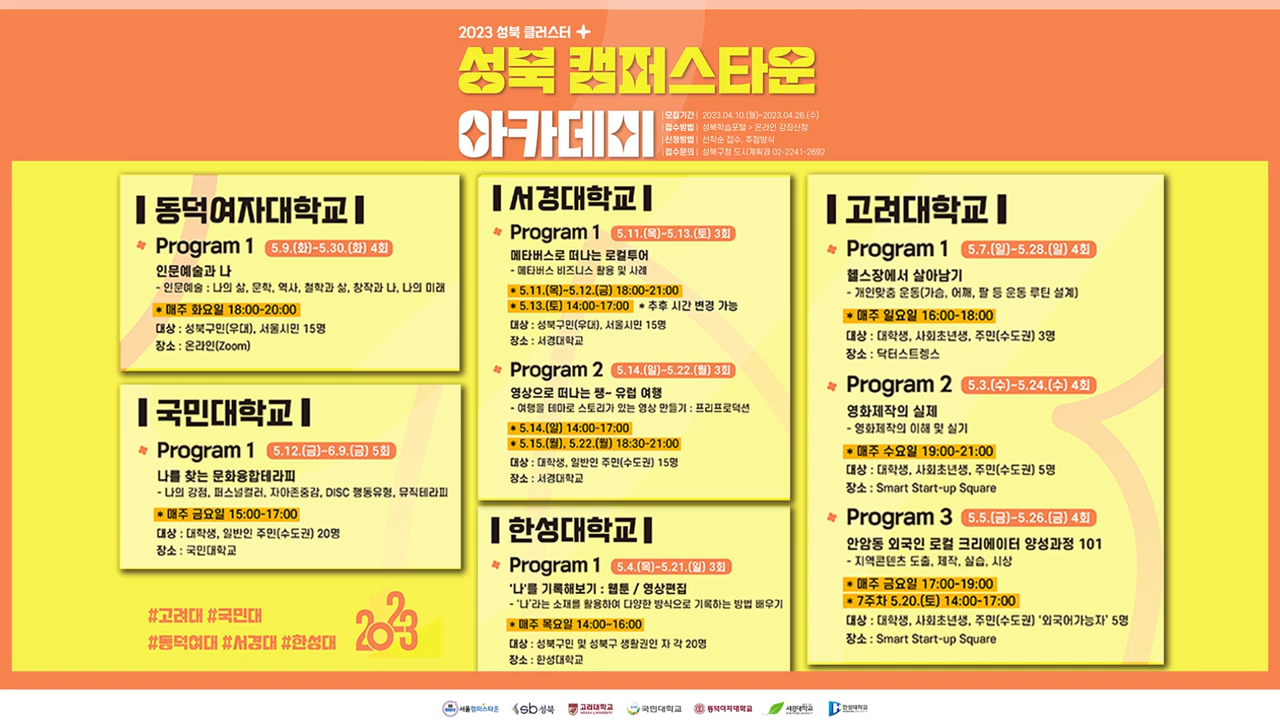 2023 성북 클러스터
성북 캠퍼스타운
아카데미
|모집기간| 2023.04.10.(월)~2023.04.26.(수)
|접수방법| 성북학습포털 > 온라인 강좌신청
|신청방법| 선착순 접수, 추첨방식
|접수문의| 성북구청 도시계획과 02-2241-2692
동덕여자대학교
Program 1 5.9.(화)~5.30.(화) 4회
인문예술과 나
- 인문예술 : 나의 삶, 문학, 역사, 철학과 삶, 창작과 나, 나의 미래
* 매주 화요일 18:00-20:00
대상 : 성북구민(우대), 서울시민 15명
장소 : 온라인(Zoom)
국민대학교
Program 1 5.12.(금)~6.9.(금) 5회
나를 찾는 문화융합테라피
- 나의 강점, 퍼스널컬러, 자아존중감, DISC 행동유형, 뮤직테라피
* 매주 금요일 15:00-17:00
대상 : 대학생, 일반인 주민(수도권) 20명
장소 : 국민대학교
#고려대 #국민대
#동덕여대 #서경대 #한성대
2023
서경대학교
Program 1 5.11.(목)~5.13.(토) 3회
메타버스로 떠나는 로컬투어
- 메타버스 비즈니스 활용 및 사례
* 5.11.(목)~5.12.(금) 18:00-21:00
* 5.13.(토) 14:00-17:00 * 추후 시간 변경 가능
대상 : 성북구민(우대), 서울시민 15명
장소 : 서경대학교
Program 2 5.14.(일)~5.22.(월) 3회
영상으로 떠나는 쌩~ 유럽 여행
- 여행을 테마로 스토리가 있는 영상 만들기 : 프리프로덕션
* 5.14.(일) 14:00-17:00
* 5.15.(월), 5.22.(월) 18:30-21:00
대상 : 대학생, 일반인 주민(수도권) 15명
장소 : 서경대학교
한성대학교
Program 1 5.4.(목)~5.21.(일) 3회
'나'를 기록해보기 : 웹툰 / 영상편집
- '나'라는 소재를 활용하여 다양한 방식으로 기록하는 방법 배우기
* 매주 목요일 14:00~16:00
대상 : 성북구민 및 성북구 생활권인 자 각 20명
장소 : 한성대학교
고려대학교
Program 1 5.7.(일)~5.28.(일) 4회
헬스장에서 살아남기
- 개인맞춤 운동(가슴, 어깨, 팔 등 운동 루틴 설계)
* 매주 일요일 16:00-18:00
대상 : 대학생, 사회초년생, 주민(수도권) 3명
장소 : 닥터스트렝스
Program 2 5.3.(수)~5.24.(수) 4회
영화제작의 실제
- 영화제작의 이해 및 실기
* 매주 수요일 19:00-21:00
대상 : 대학생, 사회초년생, 주민(수도권) 5명
장소 : Smart Start-up Square
Program 3 5.5.(금)~5.26.(금) 4회
안암동 외국인 로컬 크리에이터 양성과정 101
- 지역콘텐츠 도출, 제작, 실습, 시상
* 매주 금요일 17:00-19:00
* 7주차 5.20.(토) 14:00-17:00
대상 : 대학생, 사회초년생, 주민(수도권) '외국어가능자' 5명
장소 : Smart Start-up Square
서울캠퍼스타운 sb성북 고려대학교 국민대학교 동덕여자대학교 서경대학교 한성대학교